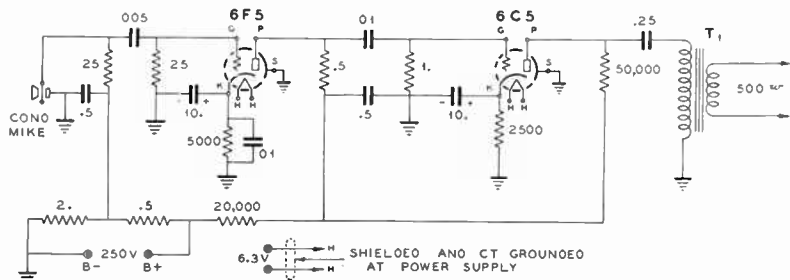 6F5
6C5
005
01
.25
T1
G
P
G
P
25
25
S
.5
1.
S
50,000
500 w
K
K
H H
H H
CONO
MIKE
.5
- 10. +
.5
- 10. +
5000
01
2500
2.
.5
20,000
B- 250V B+
6.3V
H
H
SHIELOEO ANO CT GROUNOEO
AT POWER SUPPLY